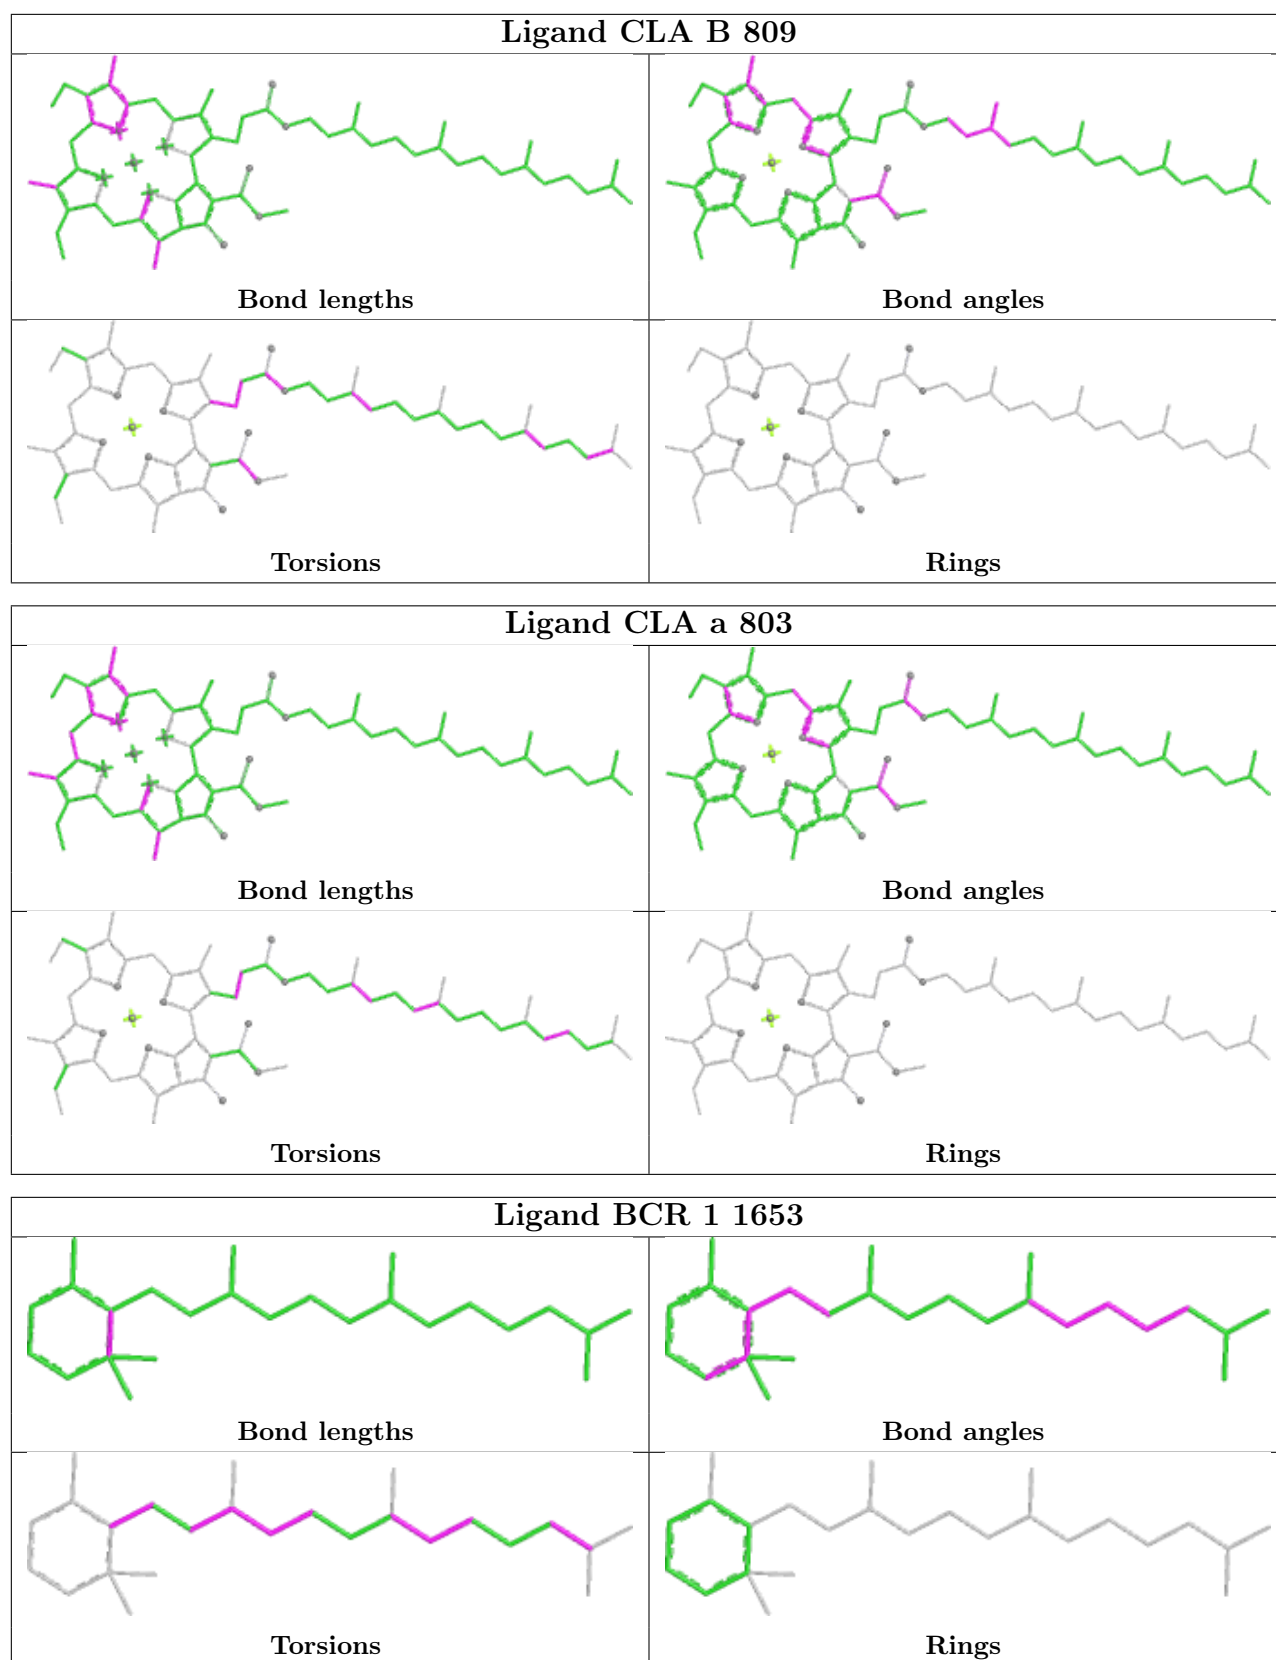 Ligand CLA B 809
Bond lengths
Bond angles
Torsions
Rings
Ligand CLA a 803
Bond lengths
Bond angles
Torsions
Rings
Ligand BCR 1 1653
Bond lengths
Bond angles
Torsions
Rings